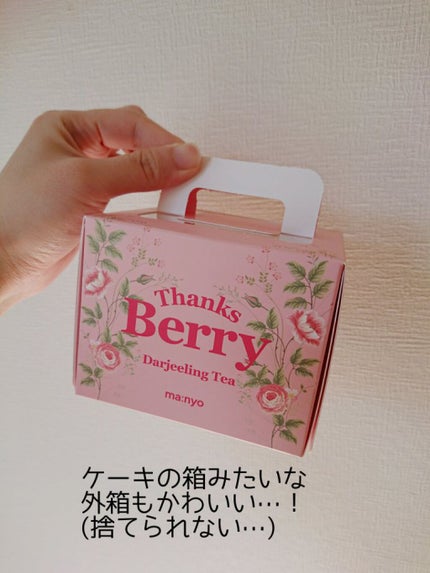 Thanks
Berry
Darjeeling Tea
ma:nyo
ケーキの箱みたいな
外箱もかわいい…！
(捨てられない…)